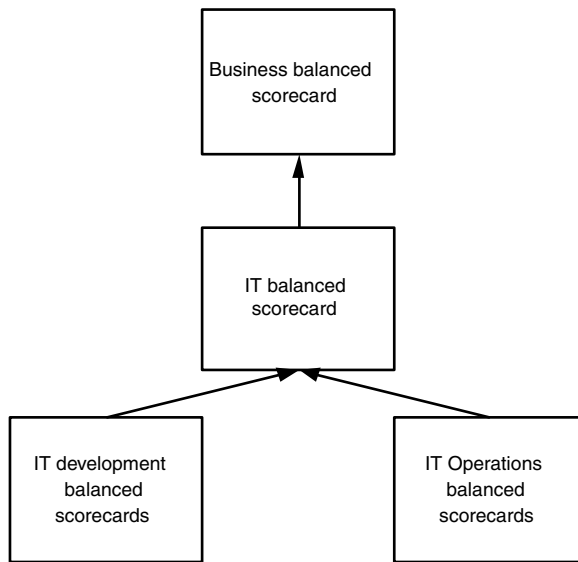 Business balanced
scorecard
IT balanced
scorecard
IT development
balanced
scorecards
IT Operations
balanced
scorecards